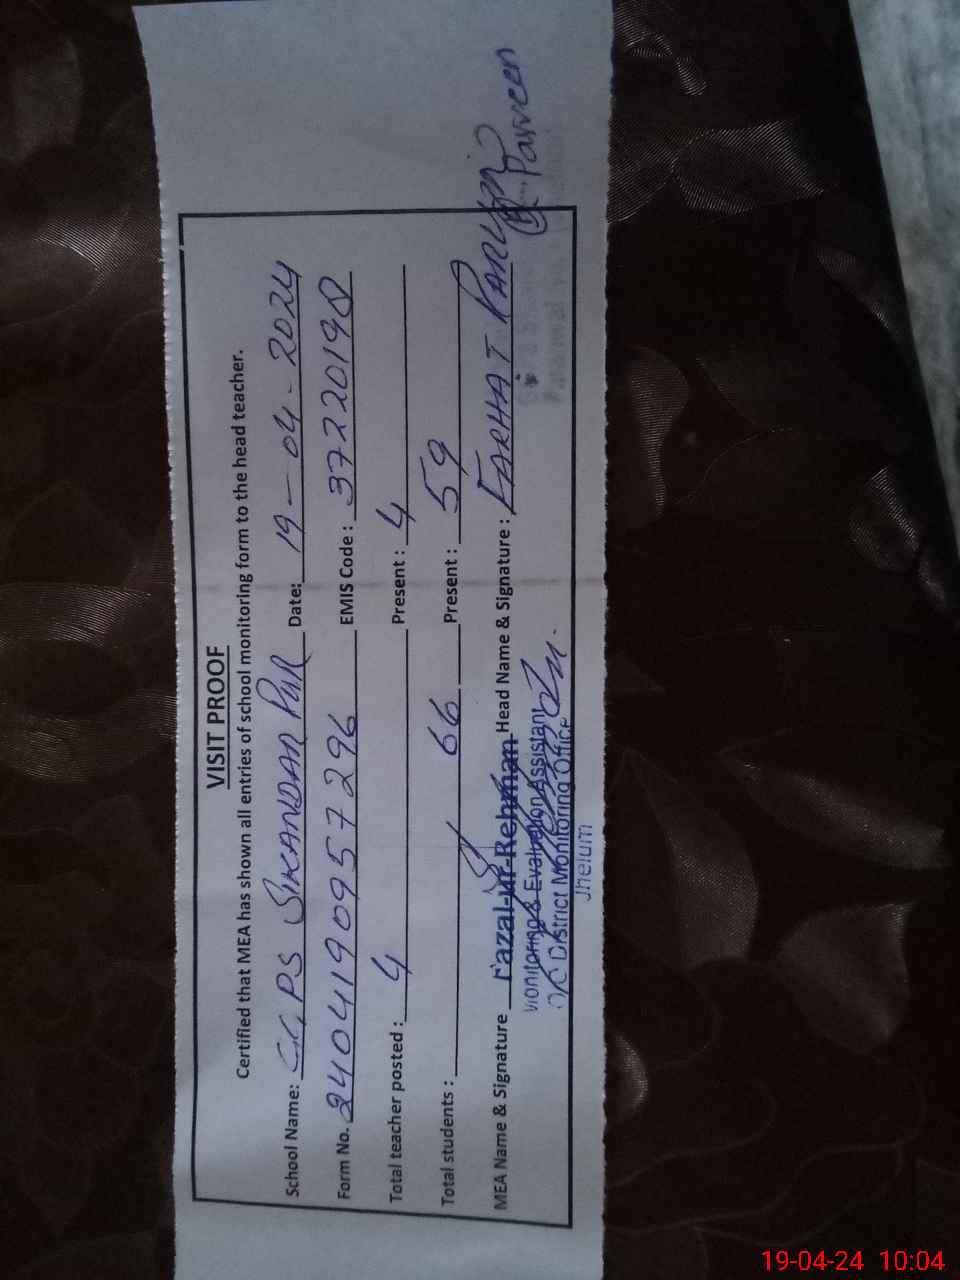 VISIT PROOF
Certified that MEA has shown all entries of school monitoring form to the head teacher.
School Name: GGPS SIKANDAR PUR Date: 19-04-2024
Form No. 2404190957296 EMIS Code : 37220198
Total teacher posted : 4 Present : 4
Total students : 66 Present : 59
MEA Name & Signature Fazal-ur-Rehman Head Name & Signature : FARHAT PARVEEN
Monitoring & Evaluation Assistant
O/C District Monitoring Office
Jhelum
Parveen
19-04-24 10:04